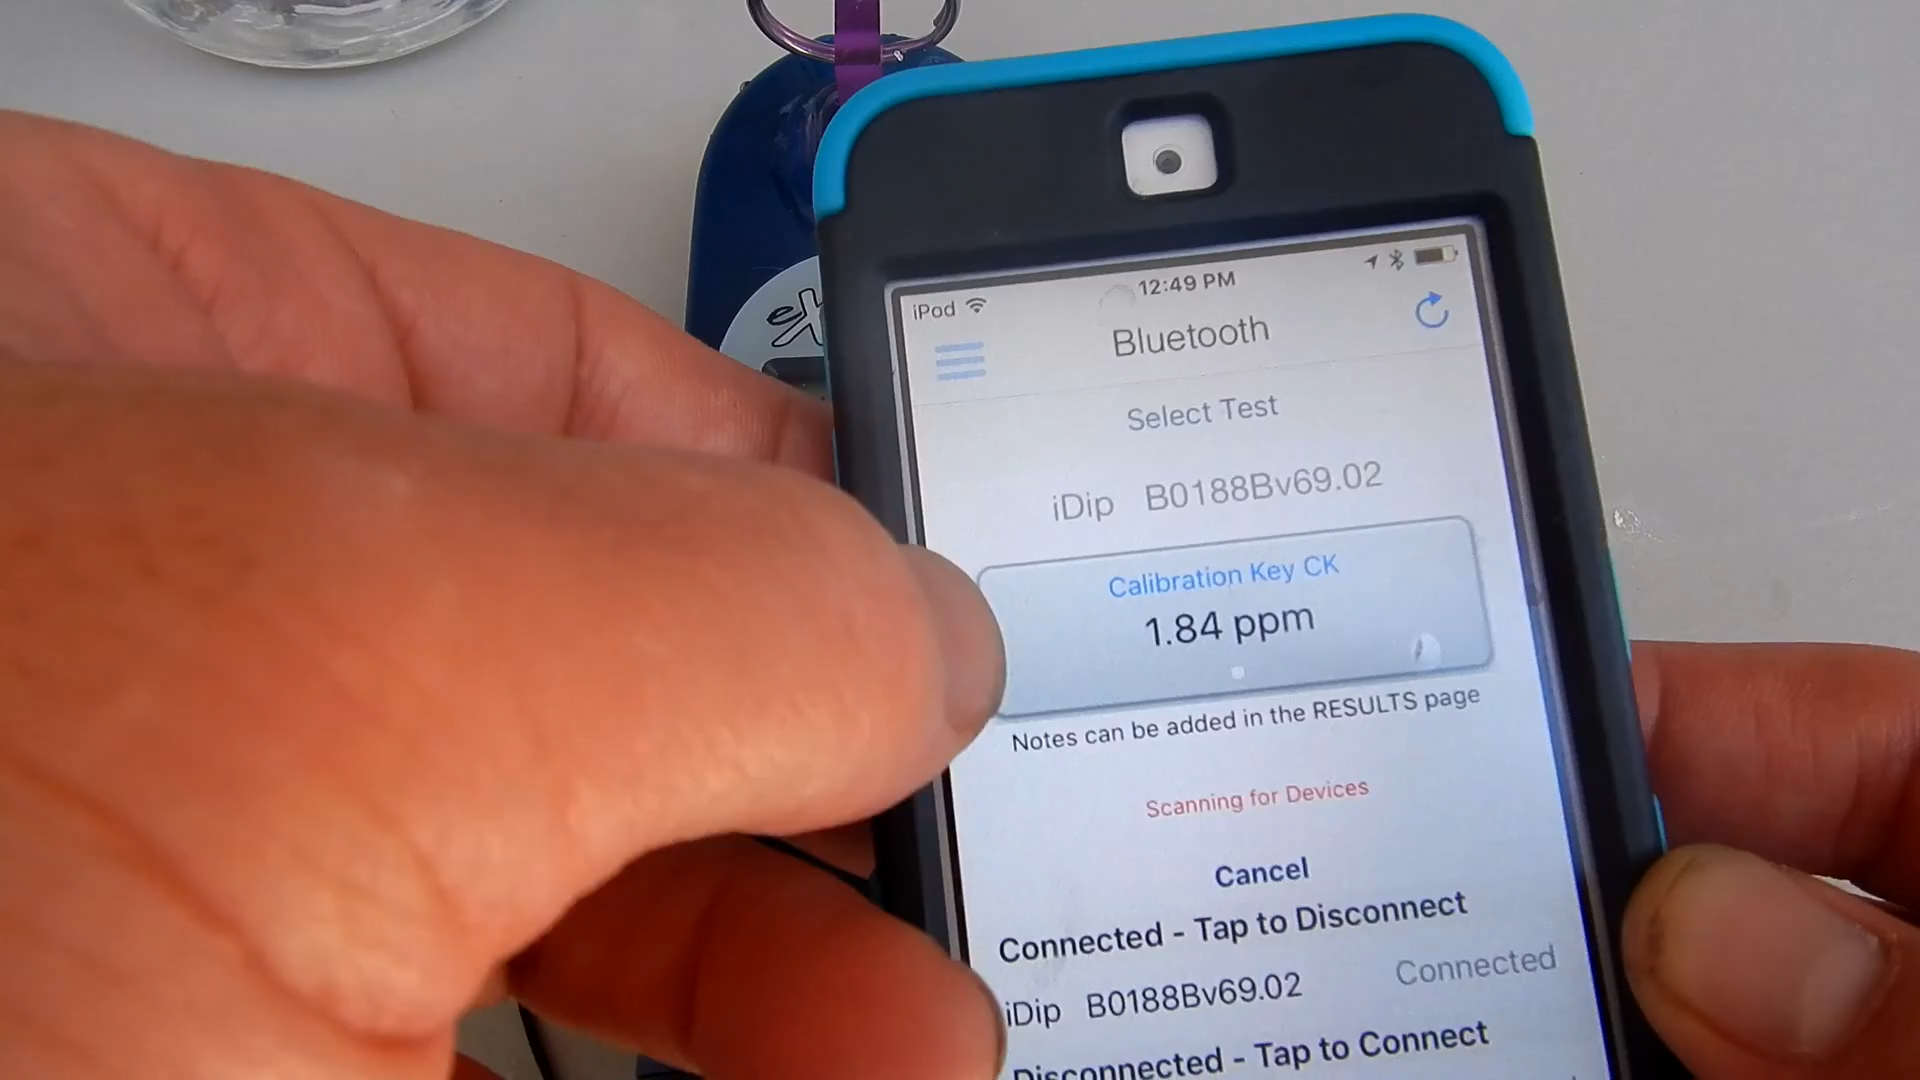 iPod 12:49 PM
Bluetooth
Select Test
iDip B0188Bv69.02
Calibration Key CK
1.84 ppm
Notes can be added in the RESULTS page
Scanning for Devices
Cancel
Connected - Tap to Disconnect
iDip B0188Bv69.02 Connected
Disconnected - Tap to Connect
eX